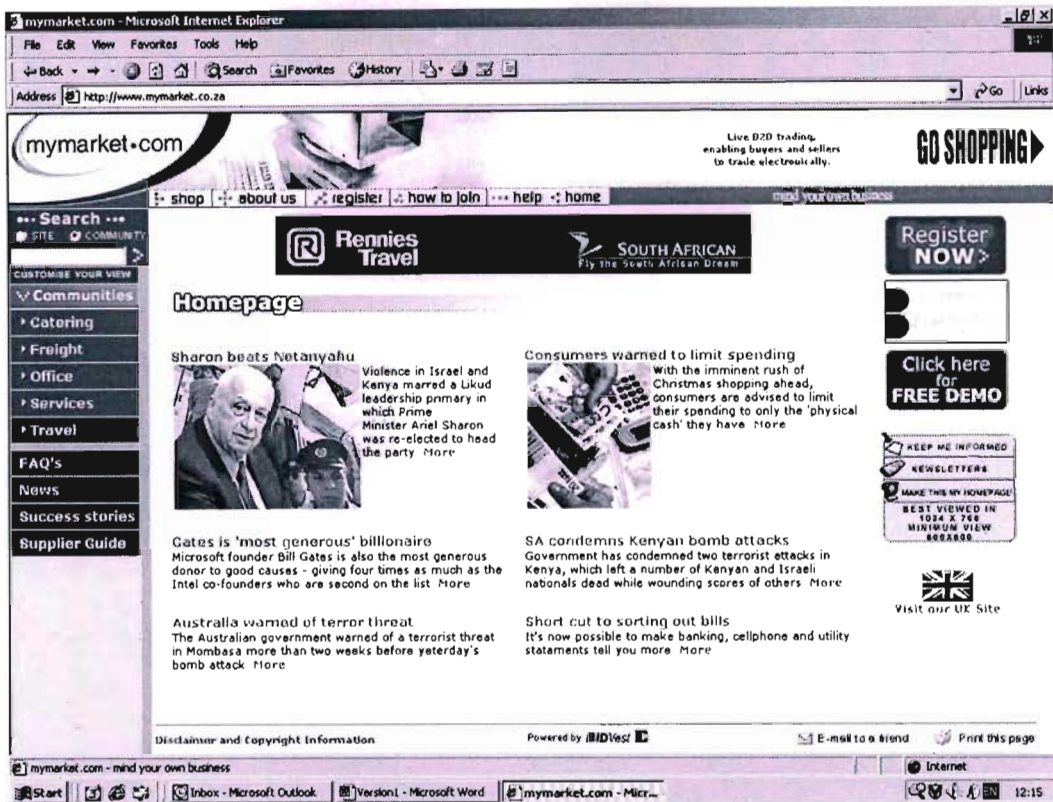 mymarket.com - Microsoft Internet Explorer
File Edit View Favorites Tools Help
Back Search Favorites History
Address http://www.mymarket.co.za Go Links
mymarket•com
Live B2B trading,
enabling buyers and sellers
to trade electronically.
GO SHOPPING
shop about us register how to join help home
mind your own business
Search
SITE COMMUNITY
CUSTOMISE YOUR VIEW
Communities
Catering
Freight
Office
Services
Travel
FAQ's
News
Success stories
Supplier Guide
R Rennies
Travel
SOUTH AFRICAN
Fly the South African Dream
Homepage
Sharon beats Netanyahu
Violence in Israel and
Kenya marred a Likud
leadership primary in
which Prime
Minister Ariel Sharon
was re-elected to head
the party More
Consumers warned to limit spending
With the imminent rush of
Christmas shopping ahead,
consumers are advised to limit
their spending to only the 'physical
cash' they have More
Gates is 'most generous' billionaire
Microsoft founder Bill Gates is also the most generous
donor to good causes - giving four times as much as the
Intel co-founders who are second on the list More
SA condemns Kenyan bomb attacks
Government has condemned two terrorist attacks in
Kenya, which left a number of Kenyan and Israeli
nationals dead while wounding scores of others More
Australia warned of terror threat
The Australian government warned of a terrorist threat
in Mombasa more than two weeks before yeterday's
bomb attack More
Short cut to sorting out bills
It's now possible to make banking, cellphone and utility
stataments tell you more More
Register
NOW >
Click here
for
FREE DEMO
KEEP ME INFORMED
NEWSLETTERS
MAKE THIS MY HOMEPAGE!
BEST VIEWED IN
1024 X 768
MINIMUM VIEW
800X600
Visit our UK Site
Disclaimer and Copyright Information
Powered by BIDVest
E-mail to a friend Print this page
mymarket.com - mind your own business
Internet
Start Inbox - Microsoft Outlook Version1 - Microsoft Word mymarket.com - Micr...
EN 12:15